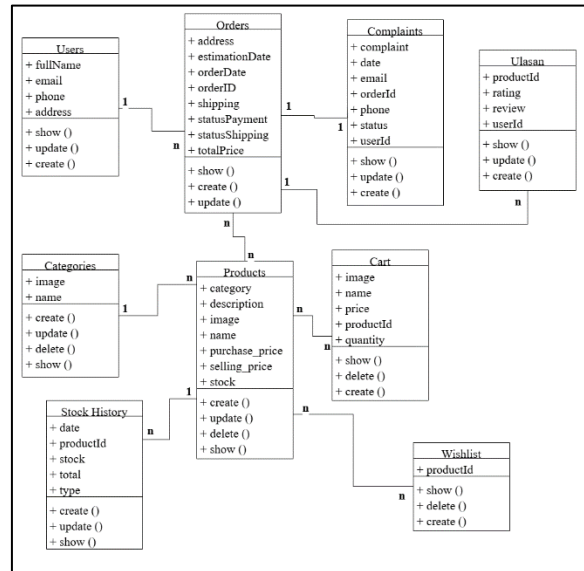 Users
+ fullName
+ email
+ phone
+ address
+ show ()
+ update ()
+ create ()
1
n
Orders
+ address
+ estimationDate
+ orderDate
+ orderID
+ shipping
+ statusPayment
+ statusShipping
+ totalPrice
+ show ()
+ create ()
+ update ()
1
1
Complaints
+ complaint
+ date
+ email
+ orderId
+ phone
+ status
+ userId
+ show ()
+ update ()
+ create ()
1
n
Ulasan
+ productId
+ rating
+ review
+ userId
+ show ()
+ update ()
+ create ()
n
n
Categories
+ image
+ name
+ create ()
+ update ()
+ delete ()
+ show ()
1
n
Products
+ category
+ description
+ image
+ name
+ purchase_price
+ selling_price
+ stock
+ create ()
+ update ()
+ delete ()
+ show ()
n
n
Cart
+ image
+ name
+ price
+ productId
+ quantity
+ show ()
+ delete ()
+ create ()
Stock History
+ date
+ productId
+ stock
+ total
+ type
+ create ()
+ update ()
+ show ()
n
1
n
n
Wishlist
+ productId
+ show ()
+ delete ()
+ create ()